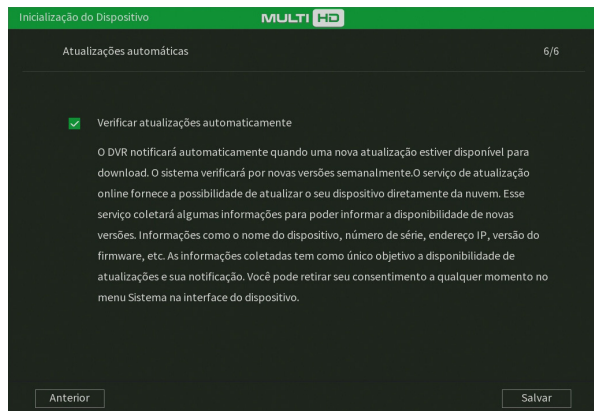 Inicialização do Dispositivo
MULTI HD
Atualizações automáticas
6/6
Verificar atualizações automaticamente
O DVR notificará automaticamente quando uma nova atualização estiver disponível para
download. O sistema verificará por novas versões semanalmente.O serviço de atualização
online fornece a possibilidade de atualizar o seu dispositivo diretamente da nuvem. Esse
serviço coletará algumas informações para poder informar a disponibilidade de novas
versões. Informações como o nome do dispositivo, número de série, endereço IP, versão do
firmware, etc. As informações coletadas tem como único objetivo a disponibilidade de
atualizações e sua notificação. Você pode retirar seu consentimento a qualquer momento no
menu Sistema na interface do dispositivo.
Anterior
Salvar